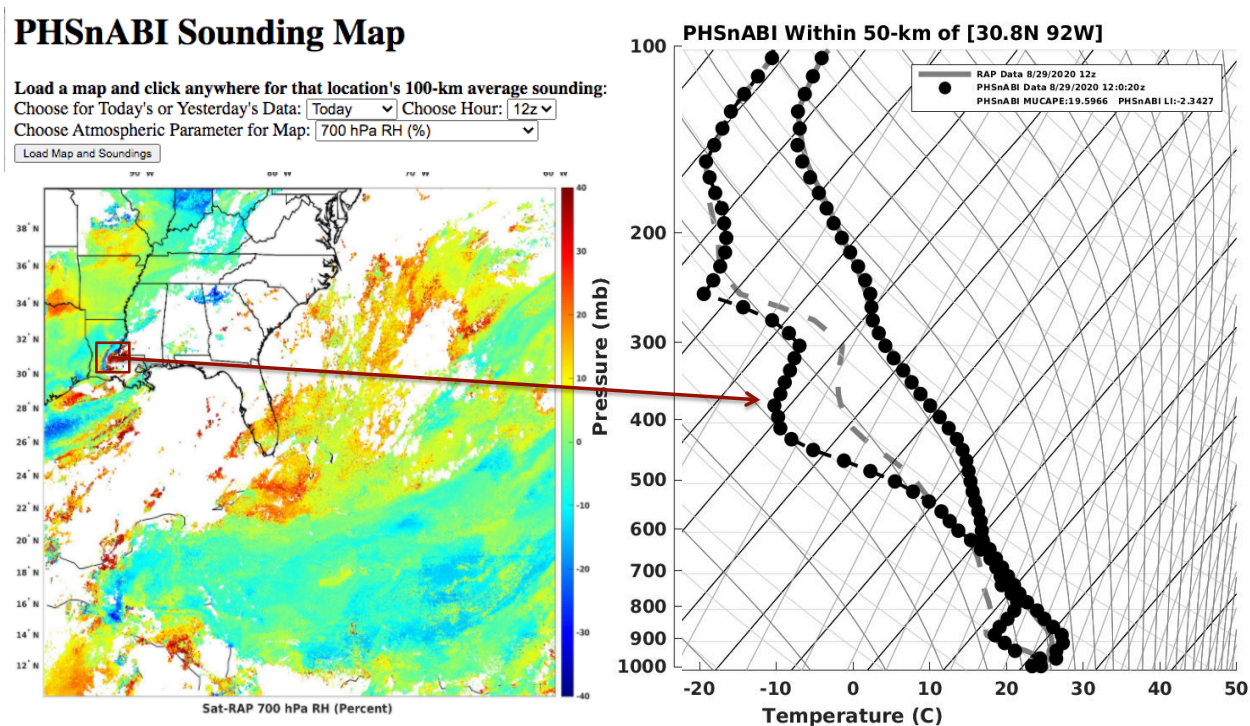 PHSnABI Sounding Map
Load a map and click anywhere for that location's 100-km average sounding:
Choose for Today's or Yesterday's Data: Today Choose Hour: 12z
Choose Atmospheric Parameter for Map: 700 hPa RH (%)
Load Map and Soundings
90 W 80 W 70 W 60 W
38° N
36° N
34° N
32° N
30° N
28° N
26° N
24° N
22° N
20° N
18° N
16° N
14° N
12° N
40
30
20
10
0
-10
-20
-30
-40
Sat-RAP 700 hPa RH (Percent)
PHSnABI Within 50-km of [30.8N 92W]
RAP Data 8/29/2020 12z
PHSnABI Data 8/29/2020 12:0:20z
PHSnABI MUCAPE:19.5966 PHSnABI LI:-2.3427
Pressure (mb)
100
200
300
400
500
600
700
800
900
1000
-20 -10 0 10 20 30 40 50
Temperature (C)